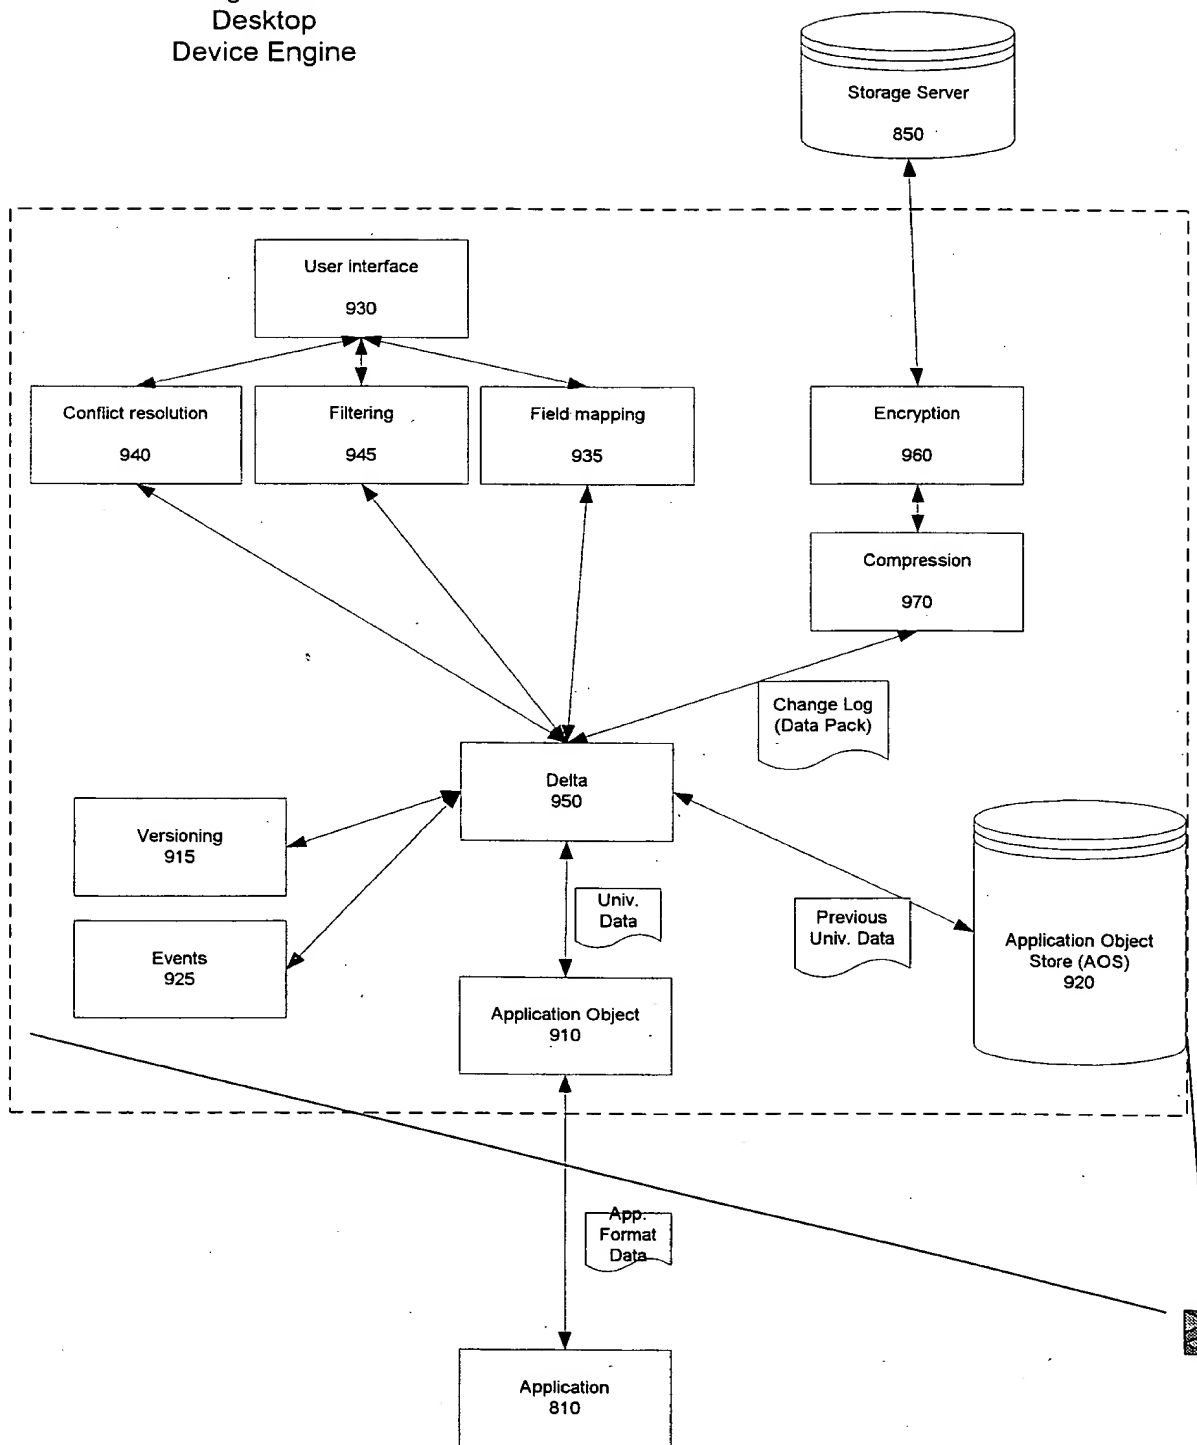 Desktop
Device Engine
Storage Server
850
User interface
930
Conflict resolution
940
Filtering
945
Field mapping
935
Encryption
960
Compression
970
Change Log
(Data Pack)
Delta
950
Versioning
915
Events
925
Univ.
Data
Previous
Univ. Data
Application Object
Store (AOS)
920
Application Object
910
App.
Format
Data
Application
810